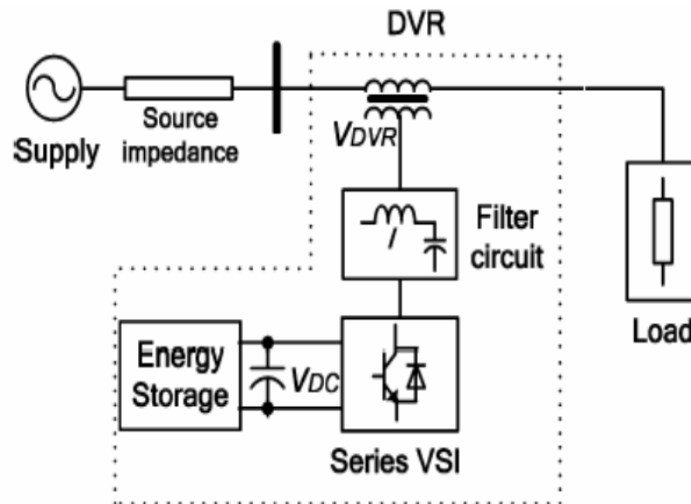 DVR
Supply
Source
impedance
VDVR
Filter
circuit
Load
Energy
Storage
VDC
Series VSI